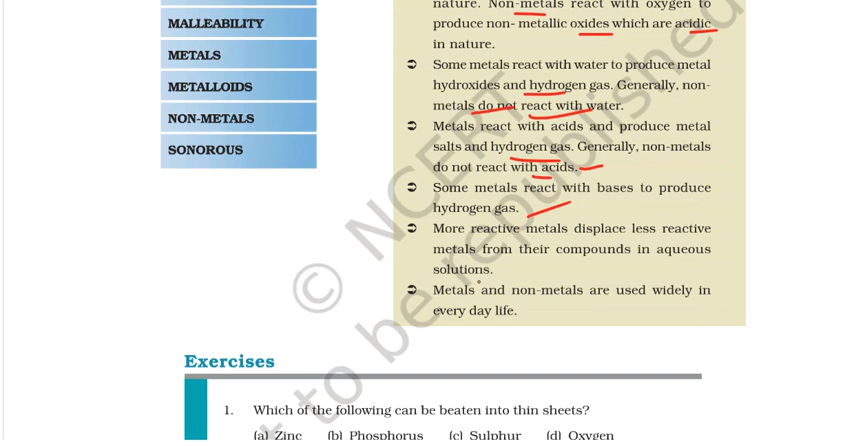 MALLEABILITY
METALS
METALLOIDS
NON-METALS
SONOROUS
nature. Non-metals react with oxygen to
produce non- metallic oxides which are acidic
in nature.
➲ Some metals react with water to produce metal
hydroxides and hydrogen gas. Generally, non-
metals do not react with water.
➲ Metals react with acids and produce metal
salts and hydrogen gas. Generally, non-metals
do not react with acids.
➲ Some metals react with bases to produce
hydrogen gas.
➲ More reactive metals displace less reactive
metals from their compounds in aqueous
solutions.
➲ Metals and non-metals are used widely in
every day life.
© NCERT
t to be republished
Exercises
1. Which of the following can be beaten into thin sheets?
(a) Zinc (b) Phosphorus (c) Sulphur (d) Oxygen